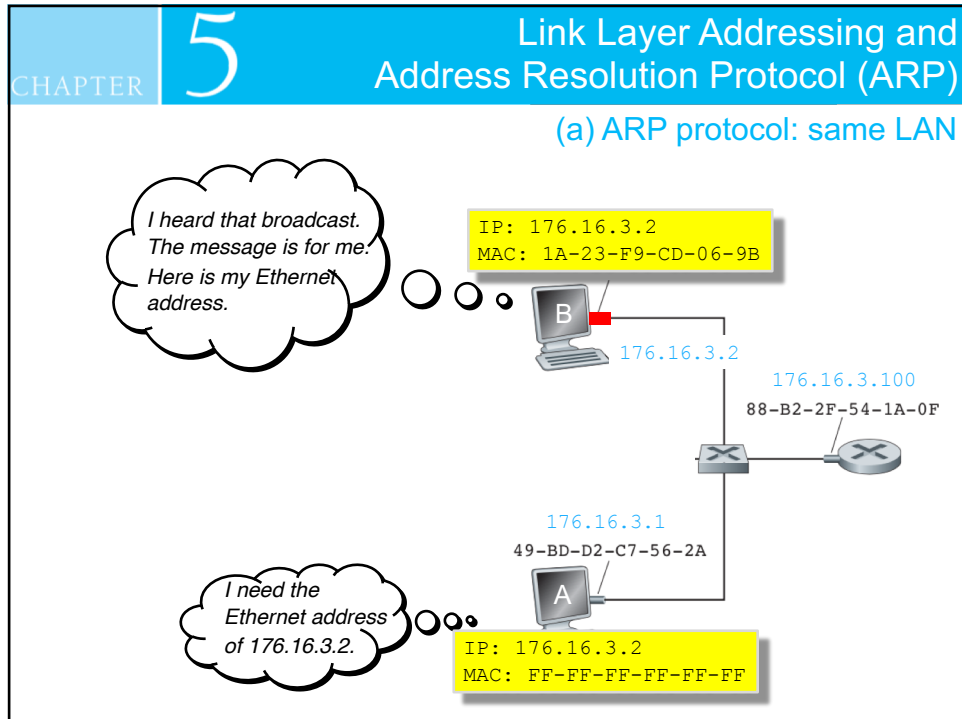 CHAPTER 5
Link Layer Addressing and
Address Resolution Protocol (ARP)
(a) ARP protocol: same LAN
I heard that broadcast.
The message is for me.
Here is my Ethernet
address.
IP: 176.16.3.2
MAC: 1A-23-F9-CD-06-9B
B
176.16.3.2
176.16.3.100
88-B2-2F-54-1A-0F
176.16.3.1
49-BD-D2-C7-56-2A
A
I need the
Ethernet address
of 176.16.3.2.
IP: 176.16.3.2
MAC: FF-FF-FF-FF-FF-FF